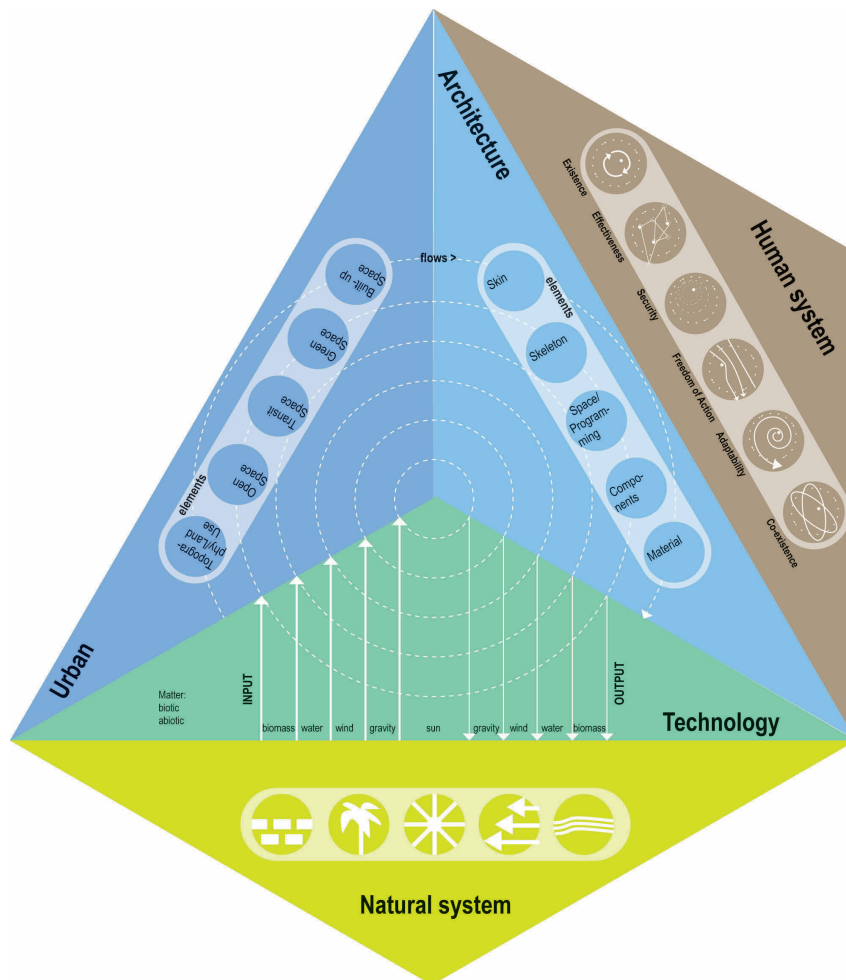 Architecture
Human system
Existence
Effectiveness
Security
Freedom of Action
Adaptability
Co-existence
flows >
elements
Skin
Skeleton
Space/
Program-
ming
Compo-
nents
Material
Built- up
Space
Green
Space
Transit
Space
Open
Space
elements
Topogra-
phy/Land
Use
Urban
Matter:
biotic
abiotic
INPUT
OUTPUT
Technology
biomass water wind gravity sun gravity wind water biomass
Natural system